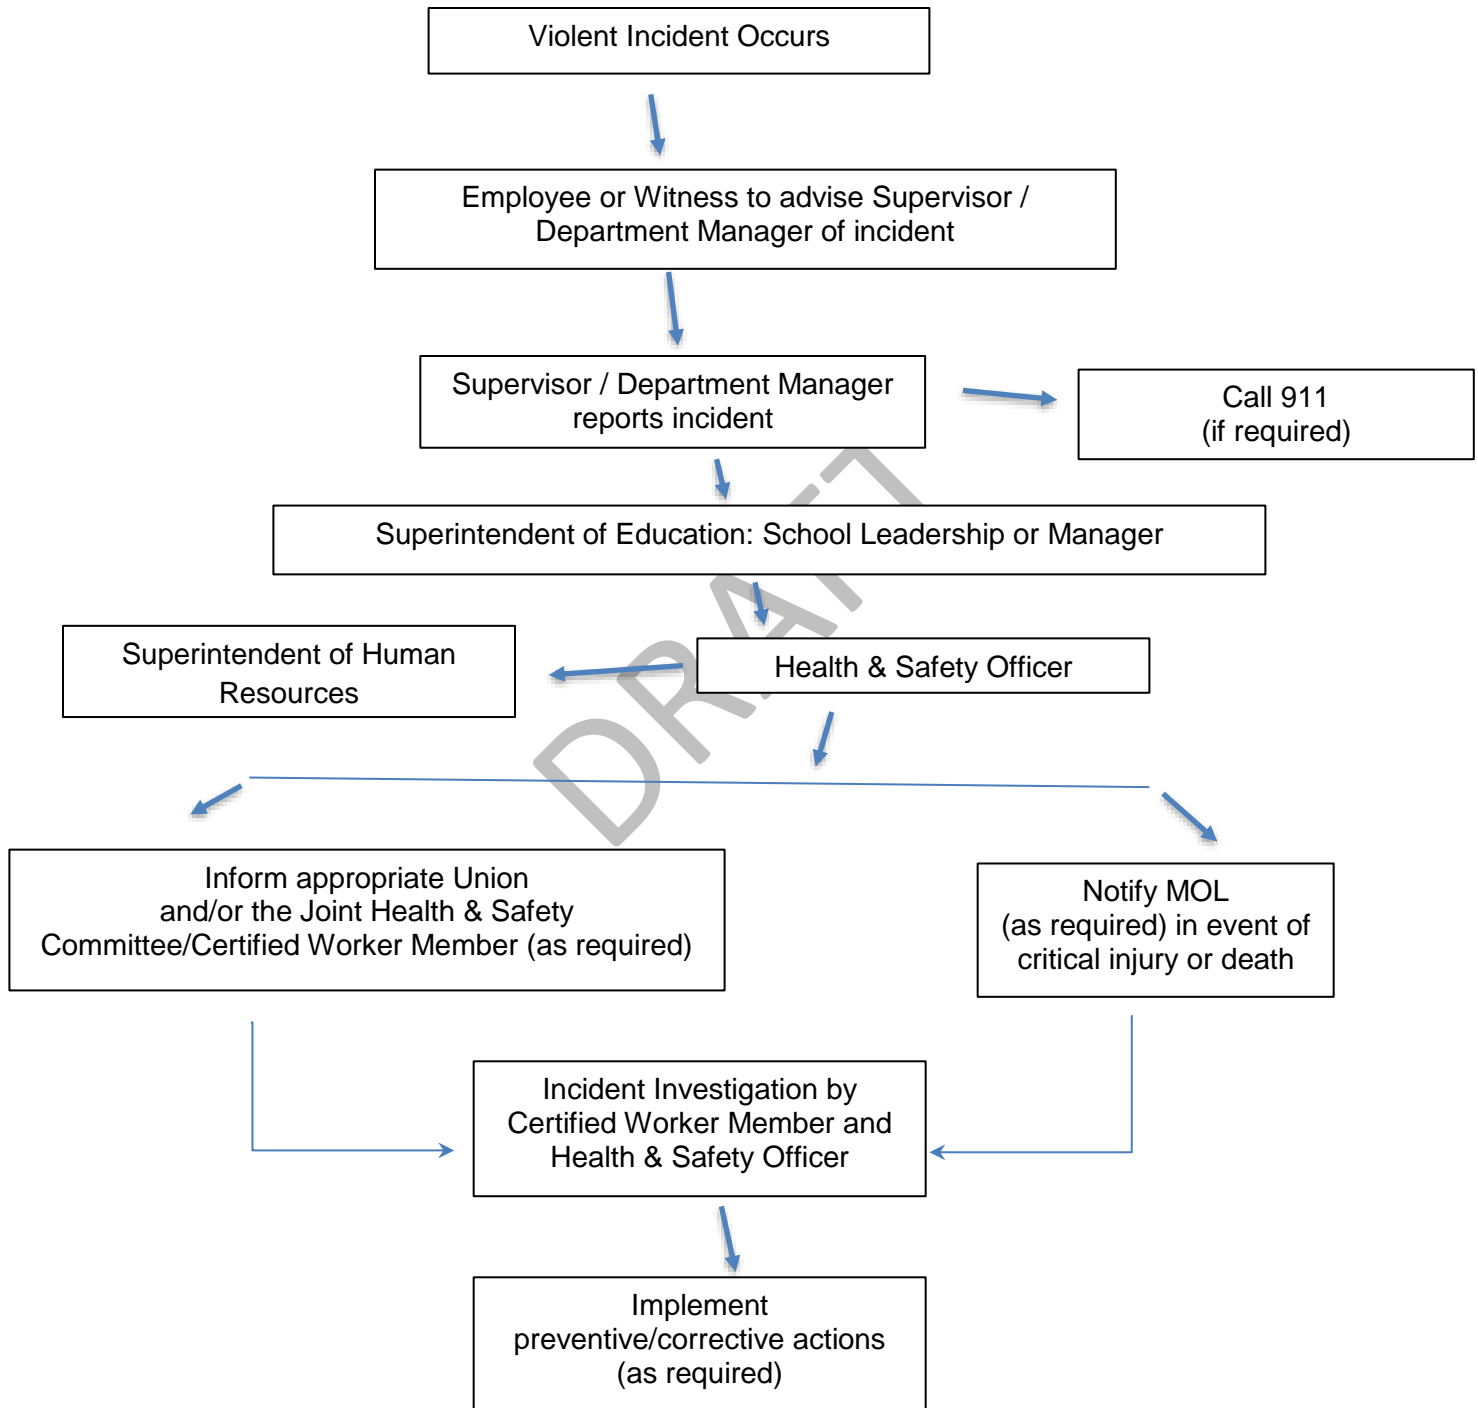 Violent Incident Occurs
Employee or Witness to advise Supervisor /
Department Manager of incident
Supervisor / Department Manager
reports incident
Call 911
(if required)
Superintendent of Education: School Leadership or Manager
Superintendent of Human
Resources
Health & Safety Officer
DRAFT
Inform appropriate Union
and/or the Joint Health & Safety
Committee/Certified Worker Member (as required)
Notify MOL
(as required) in event of
critical injury or death
Incident Investigation by
Certified Worker Member and
Health & Safety Officer
Implement
preventive/corrective actions
(as required)